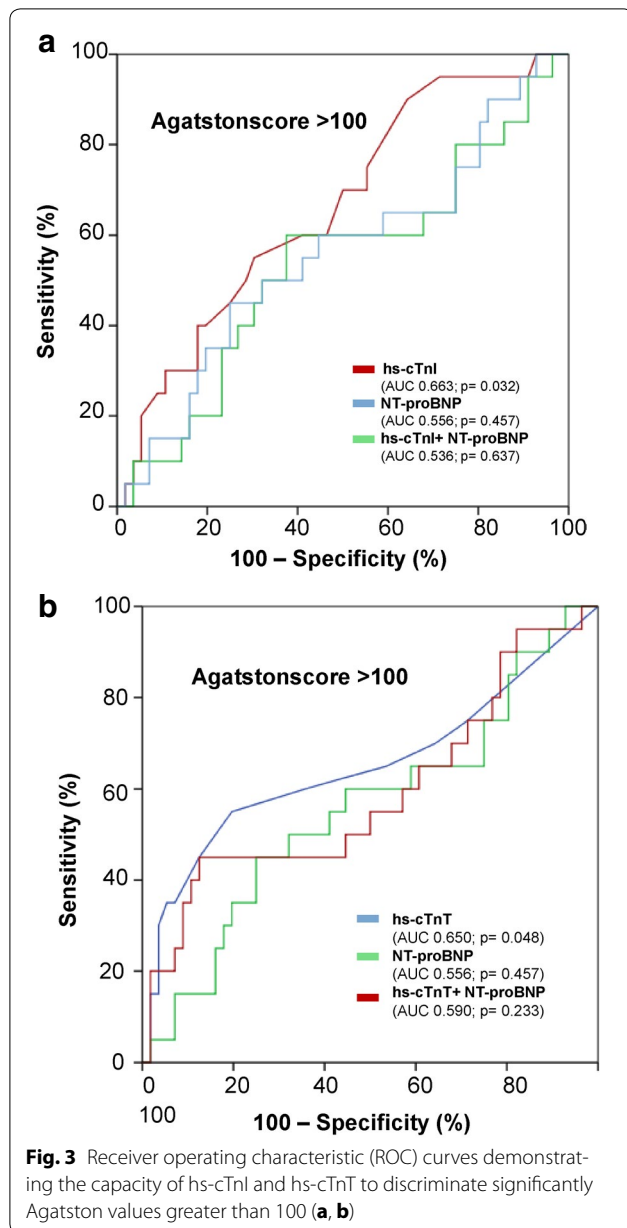 a
100
80
60
40
20
0
Sensitivity (%)
Agatstonscore >100
hs-cTnI
(AUC 0.663; p= 0.032)
NT-proBNP
(AUC 0.556; p= 0.457)
hs-cTnI+ NT-proBNP
(AUC 0.536; p= 0.637)
0 20 40 60 80 100
100 – Specificity (%)
b
100
80
60
40
20
0
Sensitivity (%)
Agatstonscore >100
hs-cTnT
(AUC 0.650; p= 0.048)
NT-proBNP
(AUC 0.556; p= 0.457)
hs-cTnT+ NT-proBNP
(AUC 0.590; p= 0.233)
0 20 40 60 80
100
100 – Specificity (%)
Fig. 3 Receiver operating characteristic (ROC) curves demonstrat-
ing the capacity of hs-cTnI and hs-cTnT to discriminate significantly
Agatston values greater than 100 (a, b)